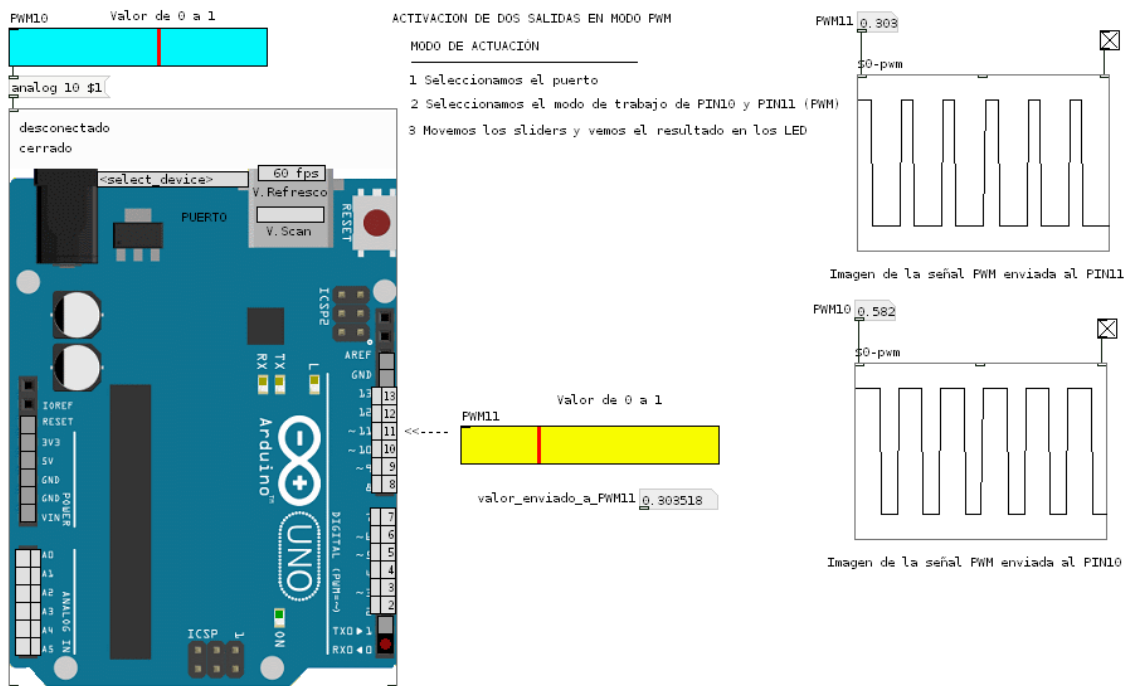 PWM10
Valor de 0 a 1
analog 10 $1
desconectado
cerrado
<select_device>
60 fps
V.Refresco
V.Scan
PUERTO
RESET
ICSP2
AREF
GND
RX
TX
L
13 13
12 12
~11 11
~10 10
~9 9
8 8
7 7
~6 6
~5 5
4 4
~3 3
2 2
TX0►1
RX0◄0
DIGITAL (PWM=~)
Arduino™
UNO
ON
ICSP
1
IOREF
RESET
3V3
5V
GND
GND
VIN
POWER
A0
A1
A2
A3
A4
A5
ANALOG IN
ACTIVACION DE DOS SALIDAS EN MODO PWM
MODO DE ACTUACIÓN
1 Seleccionamos el puerto
2 Seleccionamos el modo de trabajo de PIN10 y PIN11 (PWM)
3 Movemos los sliders y vemos el resultado en los LED
<<----
Valor de 0 a 1
PWM11
valor_enviado_a_PWM11 0.303518
PWM11 0.303
$0-pwm
Imagen de la señal PWM enviada al PIN11
PWM10 0.582
$0-pwm
Imagen de la señal PWM enviada al PIN10